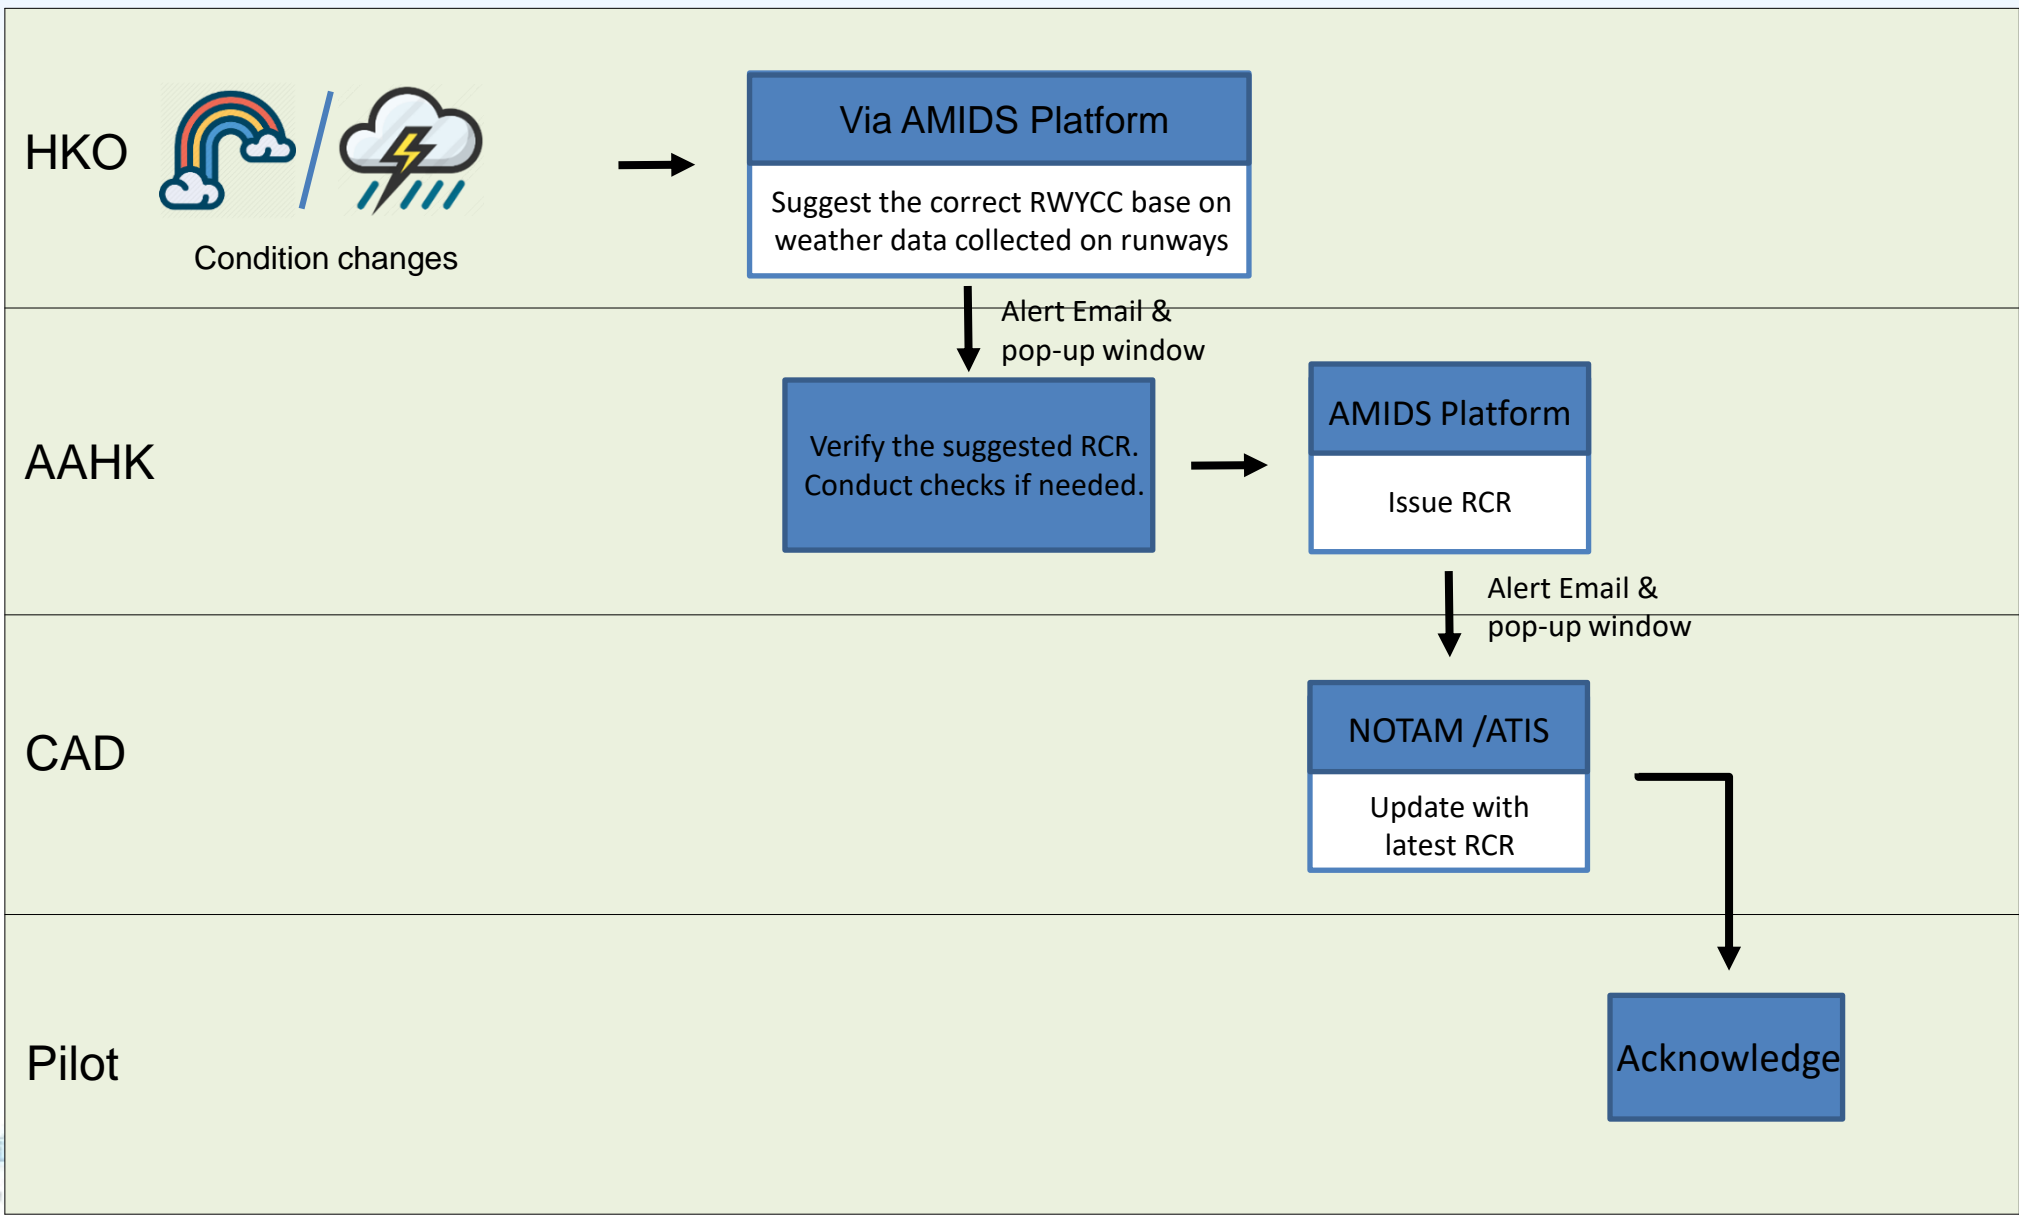 HKO
Condition changes
Via AMIDS Platform
Suggest the correct RWYCC base on
weather data collected on runways
Alert Email &
pop-up window
AAHK
Verify the suggested RCR.
Conduct checks if needed.
AMIDS Platform
Issue RCR
Alert Email &
pop-up window
CAD
NOTAM /ATIS
Update with
latest RCR
Pilot
Acknowledge